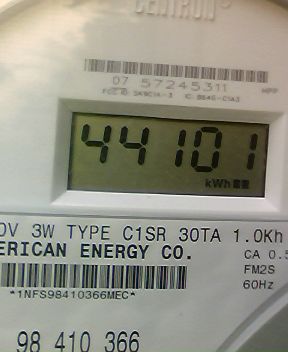 CENTRON®
07 57245311
44101
kWh
0V 3W TYPE C1SR 30TA 1.0Kh
ERICAN ENERGY CO.
CA 0.5
FM2S
60Hz
*1NFS98410366MEC*
98 410 366